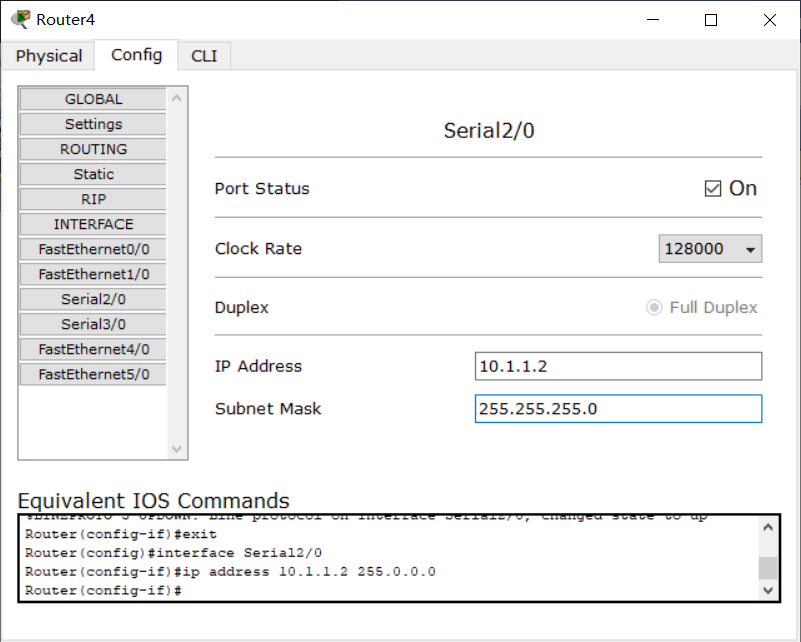 Router4
Physical
Config
CLI
GLOBAL
Settings
ROUTING
Static
RIP
INTERFACE
FastEthernet0/0
FastEthernet1/0
Serial2/0
Serial3/0
FastEthernet4/0
FastEthernet5/0
Serial2/0
Port Status
On
Clock Rate
128000
Duplex
Full Duplex
IP Address
10.1.1.2
Subnet Mask
255.255.255.0
Equivalent IOS Commands
Line protocol on Interface Serial2/0, changed state to up
Router(config-if)#exit
Router(config)#interface Serial2/0
Router(config-if)#ip address 10.1.1.2 255.0.0.0
Router(config-if)#